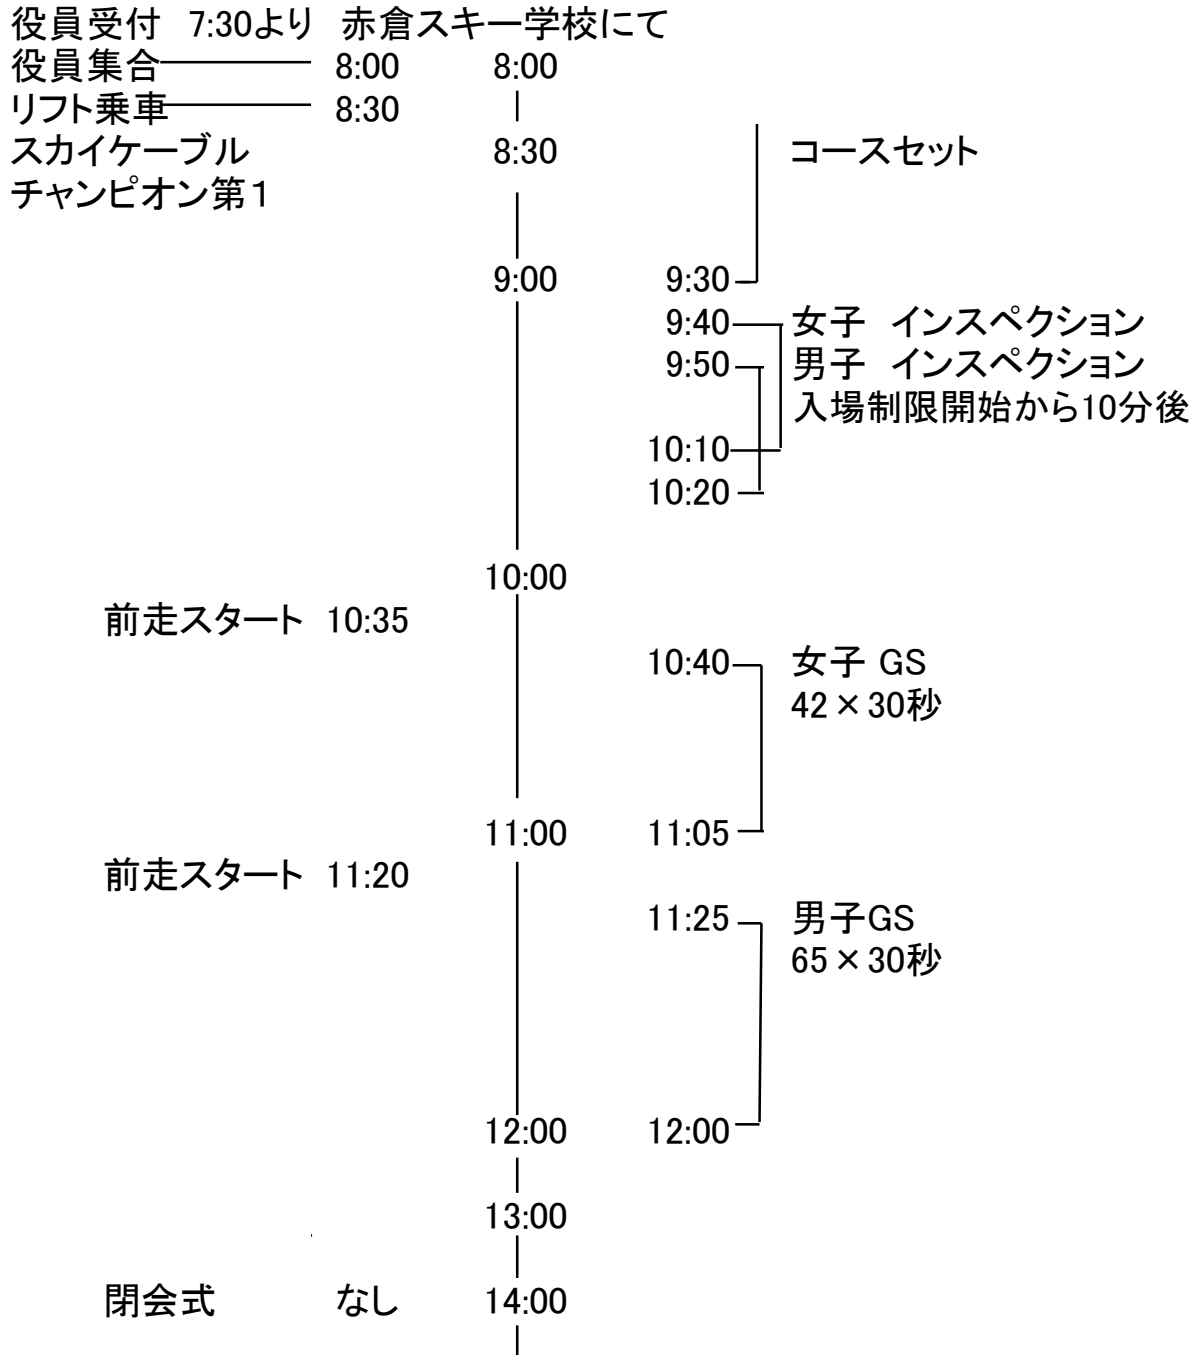 役員受付　7:30より　赤倉スキー学校にて
役員集合 8:00 8:00
リフト乗車 8:30
スカイケーブル 8:30 コースセット
チャンピオン第1
9:00 9:30
9:40 女子　インスペクション
9:50 男子　インスペクション
入場制限開始から10分後
10:10
10:20
10:00
前走スタート 10:35
10:40 女子 GS
42×30秒
11:00 11:05
前走スタート 11:20
11:25 男子GS
65×30秒
12:00 12:00
13:00
閉会式 なし 14:00